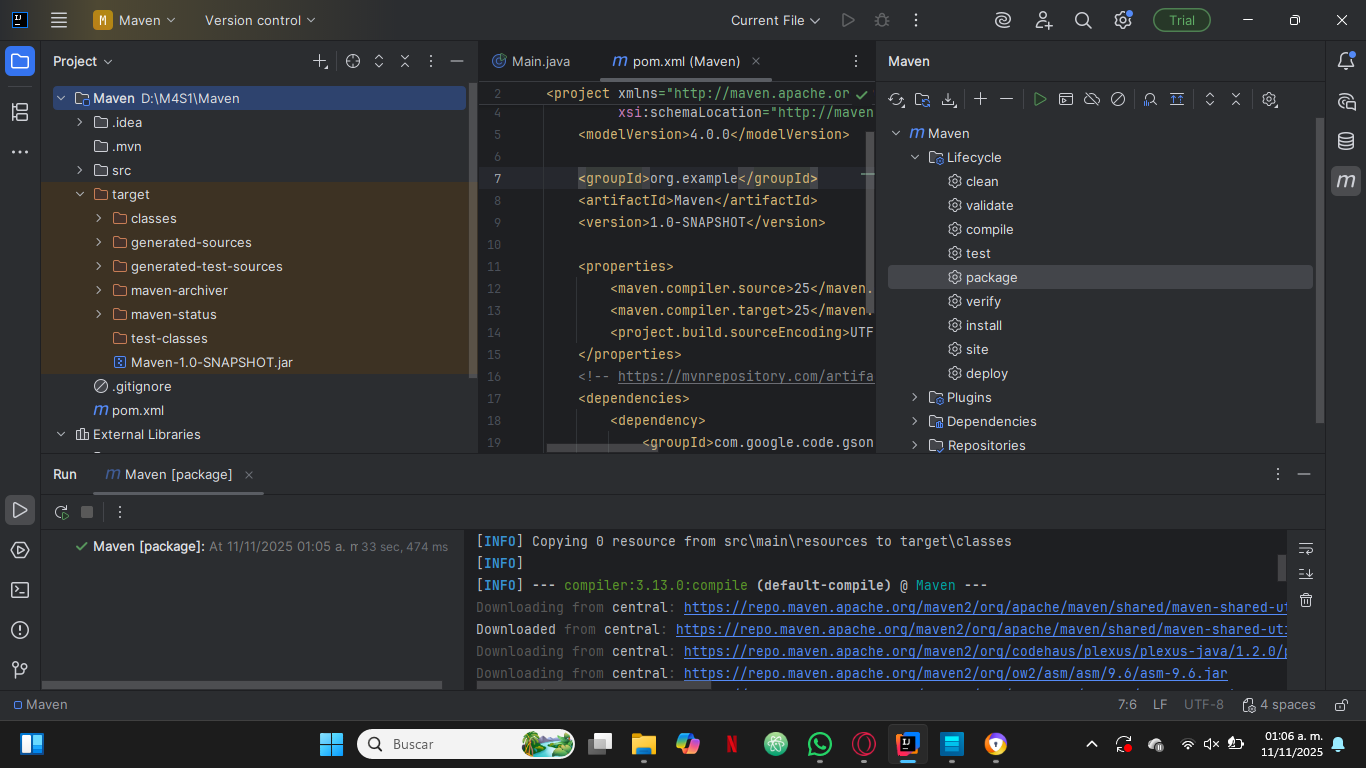 M Maven
Version control
Current File
Trial
Project
Maven D:\M4S1\Maven
.idea
.mvn
src
target
classes
generated-sources
generated-test-sources
maven-archiver
maven-status
test-classes
Maven-1.0-SNAPSHOT.jar
.gitignore
m pom.xml
External Libraries
Main.java
m pom.xml (Maven)
2 <project xmlns="http://maven.apache.or
4 xsi:schemaLocation="http://maven
5 <modelVersion>4.0.0</modelVersion>
6
7 <groupId>org.example</groupId>
8 <artifactId>Maven</artifactId>
9 <version>1.0-SNAPSHOT</version>
10
11 <properties>
12 <maven.compiler.source>25</maven.
13 <maven.compiler.target>25</maven.
14 <project.build.sourceEncoding>UTF
15 </properties>
16 <!-- https://mvnrepository.com/artifa
17 <dependencies>
18 <dependency>
19 <groupId>com.google.code.gson
Maven
m Maven
Lifecycle
clean
validate
compile
test
package
verify
install
site
deploy
Plugins
Dependencies
Repositories
m
Run
m Maven [package]
Maven [package]: At 11/11/2025 01:05 a. m 33 sec, 474 ms
[INFO] Copying 0 resource from src\main\resources to target\classes
[INFO]
[INFO] --- compiler:3.13.0:compile (default-compile) @ Maven ---
Downloading from central: https://repo.maven.apache.org/maven2/org/apache/maven/shared/maven-shared-ut
Downloaded from central: https://repo.maven.apache.org/maven2/org/apache/maven/shared/maven-shared-uti
Downloading from central: https://repo.maven.apache.org/maven2/org/codehaus/plexus/plexus-java/1.2.0/p
Downloading from central: https://repo.maven.apache.org/maven2/org/ow2/asm/asm/9.6/asm-9.6.jar
Maven
7:6
LF
UTF-8
4 spaces
Buscar
01:06 a. m.
11/11/2025